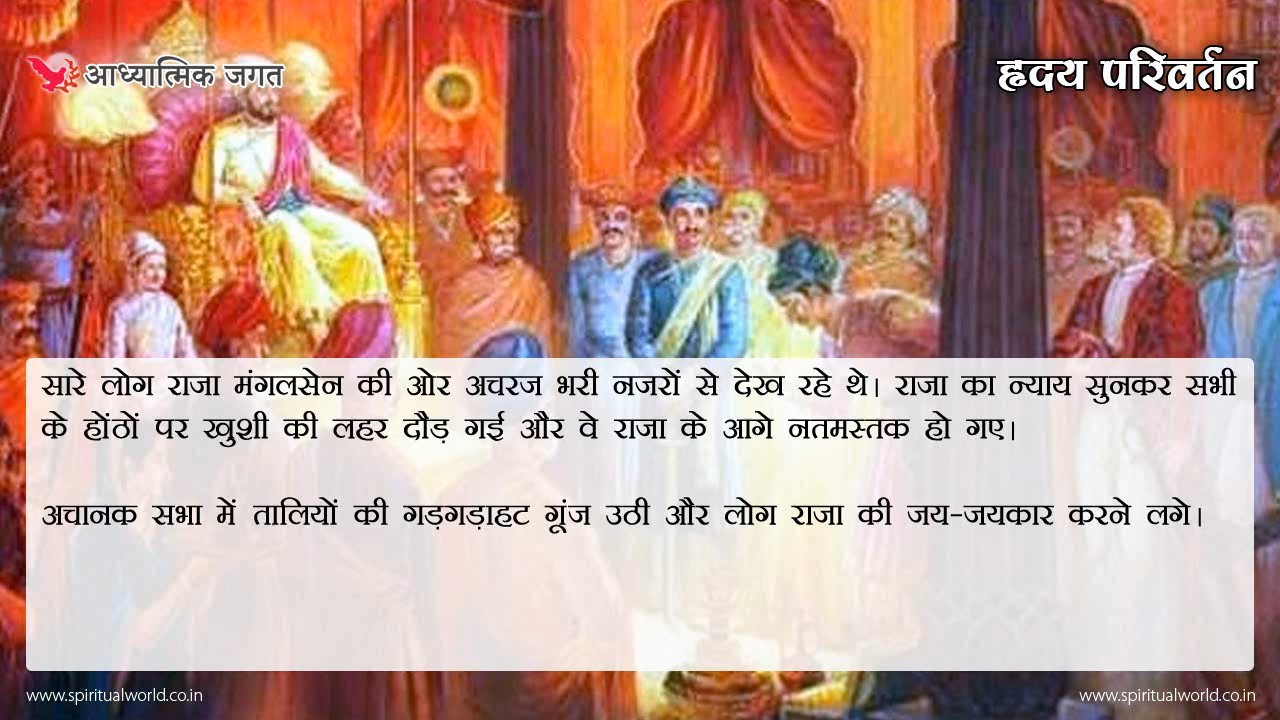 आध्यात्मिक जगत
हृदय परिवर्तन
सारे लोग राजा मंगलसेन की ओर अचरज भरी नजरों से देख रहे थे। राजा का न्याय सुनकर सभी
के होंठों पर खुशी की लहर दौड़ गई और वे राजा के आगे नतमस्तक हो गए।
अचानक सभा में तालियों की गड़गड़ाहट गूंज उठी और लोग राजा की जय-जयकार करने लगे।
www.spiritualworld.co.in
www.spiritualworld.co.in